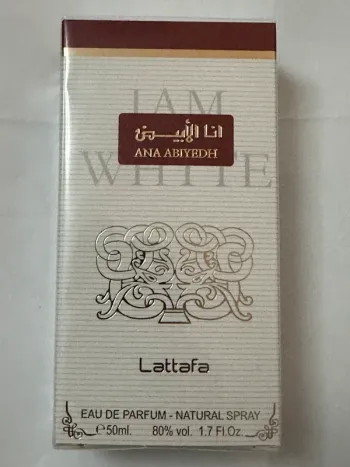 I AM
انا الأبيض
ANA ABIYEDH
WHITE
Lattafa
EAU DE PARFUM - NATURAL SPRAY
℮50ml. 80% vol. 1.7 Fl.Oz